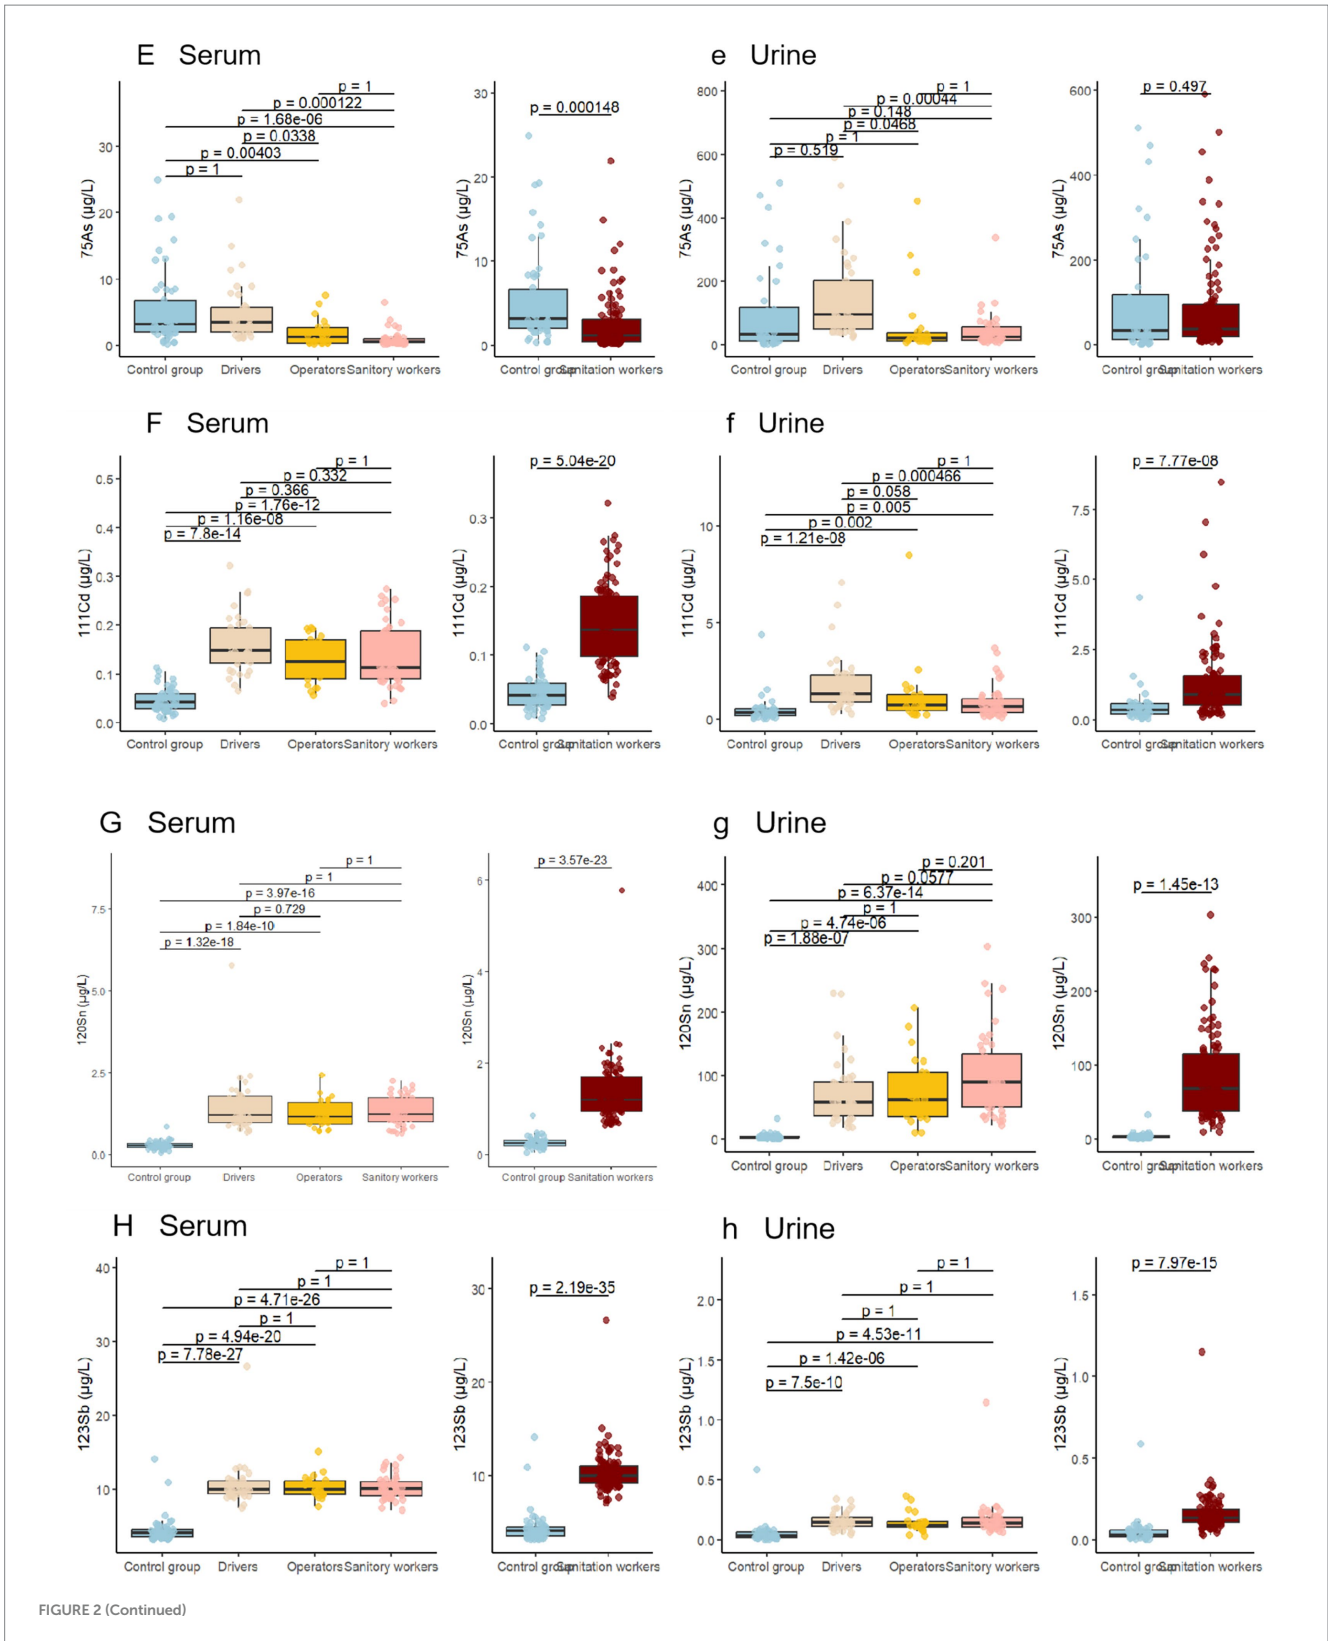 E Serum
e Urine
p = 1
p = 0.000122
p = 1.68e-06
p = 0.0338
p = 0.00403
p = 1
75As (µg/L)
30
20
10
0
Control group Drivers Operators Sanitory workers
p = 0.000148
75As (µg/L)
30
20
10
0
Control group Sanitation workers
p = 1
p = 0.00044
p = 0.148
p = 0.0468
p = 1
p = 0.519
75As (µg/L)
800
600
400
200
0
Control group Drivers Operators Sanitory workers
p = 0.497
75As (µg/L)
600
400
200
0
Control group Sanitation workers
F Serum
f Urine
p = 1
p = 0.332
p = 0.366
p = 1.76e-12
p = 1.16e-08
p = 7.8e-14
111Cd (µg/L)
0.5
0.4
0.3
0.2
0.1
0.0
Control group Drivers Operators Sanitory workers
p = 5.04e-20
111Cd (µg/L)
0.3
0.2
0.1
0.0
Control group Sanitation workers
p = 1
p = 0.000466
p = 0.058
p = 0.005
p = 0.002
p = 1.21e-08
111Cd (µg/L)
10
5
0
Control group Drivers Operators Sanitory workers
p = 7.77e-08
111Cd (µg/L)
7.5
5.0
2.5
0.0
Control group Sanitation workers
G Serum
g Urine
p = 1
p = 1
p = 3.97e-16
p = 0.729
p = 1.84e-10
p = 1.32e-18
120Sn (µg/L)
7.5
5.0
2.5
0.0
Control group Drivers Operators Sanitory workers
p = 3.57e-23
120Sn (µg/L)
6
4
2
0
Control group Sanitation workers
p = 0.201
p = 0.0577
p = 6.37e-14
p = 1
p = 4.74e-06
p = 1.88e-07
120Sn (µg/L)
400
300
200
100
0
Control group Drivers Operators Sanitory workers
p = 1.45e-13
120Sn (µg/L)
300
200
100
0
Control group Sanitation workers
H Serum
h Urine
p = 1
p = 1
p = 4.71e-26
p = 1
p = 4.94e-20
p = 7.78e-27
123Sb (µg/L)
40
30
20
10
Control group Drivers Operators Sanitory workers
p = 2.19e-35
123Sb (µg/L)
30
20
10
Control group Sanitation workers
p = 1
p = 1
p = 1
p = 4.53e-11
p = 1.42e-06
p = 7.5e-10
123Sb (µg/L)
2.0
1.5
1.0
0.5
0.0
Control group Drivers Operators Sanitory workers
p = 7.97e-15
123Sb (µg/L)
1.5
1.0
0.5
0.0
Control group Sanitation workers
FIGURE 2 (Continued)